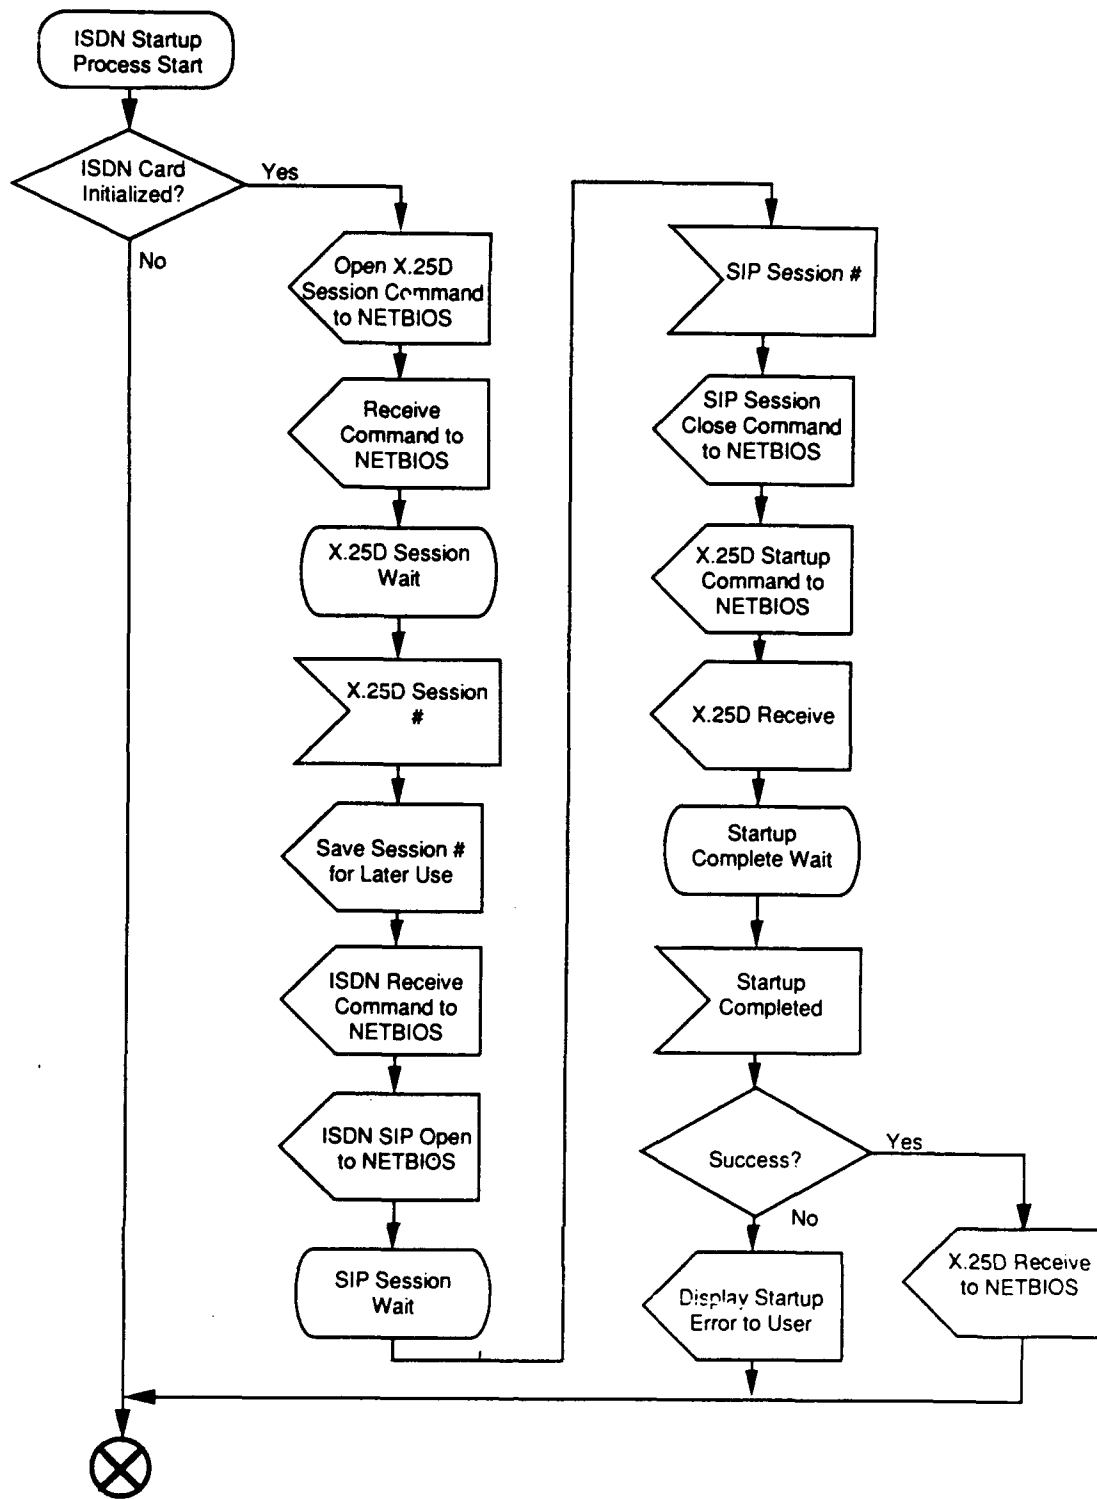 ISDN Startup
Process Start
ISDN Card
Initialized?
Yes
No
Open X.25D
Session Command
to NETBIOS
Receive
Command to
NETBIOS
X.25D Session
Wait
X.25D Session
#
Save Session #
for Later Use
ISDN Receive
Command to
NETBIOS
ISDN SIP Open
to NETBIOS
SIP Session
Wait
SIP Session #
SIP Session
Close Command
to NETBIOS
X.25D Startup
Command to
NETBIOS
X.25D Receive
Startup
Complete Wait
Startup
Completed
Success?
Yes
No
Display Startup
Error to User
X.25D Receive
to NETBIOS